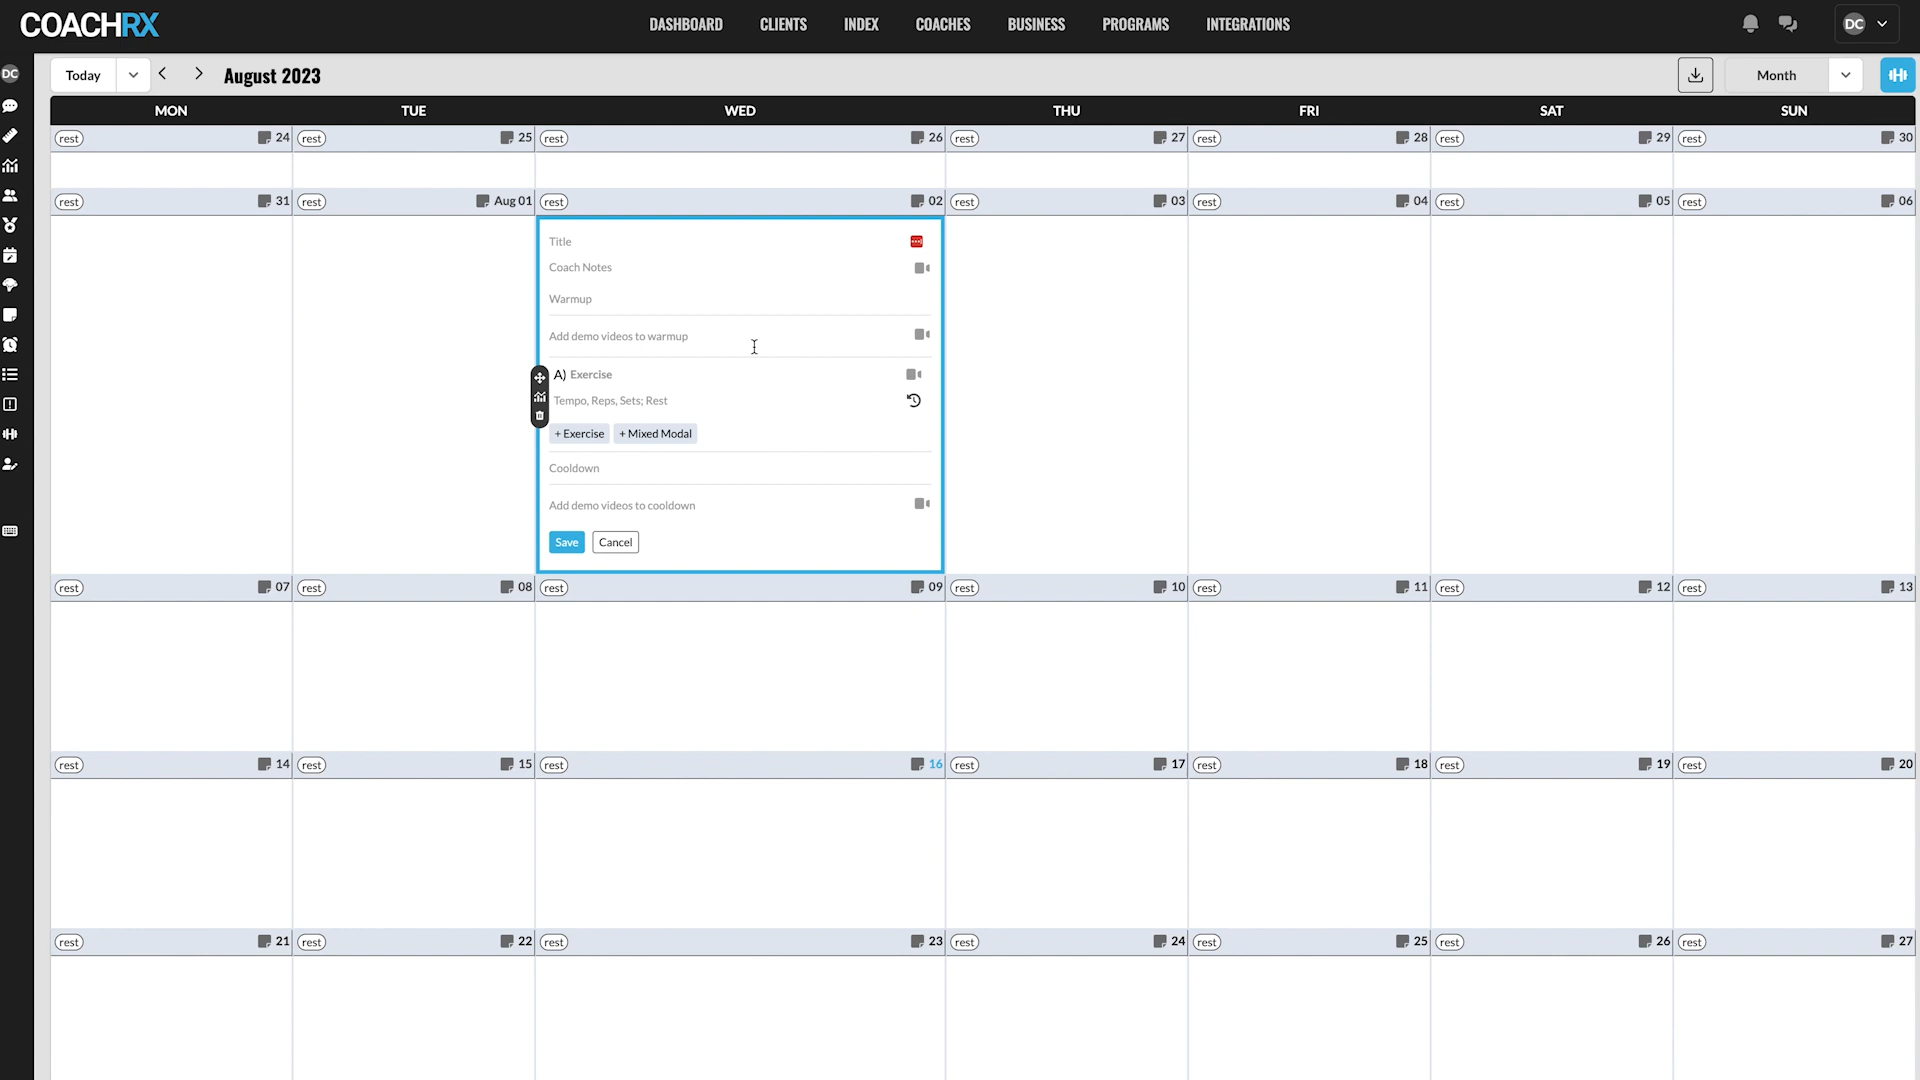 COACHRX DASHBOARD CLIENTS INDEX COACHES BUSINESS PROGRAMS INTEGRATIONS DC
DC Today August 2023 Month
MON TUE WED THU FRI SAT SUN
rest 24 rest 25 rest 26 rest 27 rest 28 rest 29 rest 30
rest 31 rest Aug 01 rest 02 rest 03 rest 04 rest 05 rest 06
Title
Coach Notes
Warmup
Add demo videos to warmup
A) Exercise
Tempo, Reps, Sets; Rest
+ Exercise + Mixed Modal
Cooldown
Add demo videos to cooldown
Save Cancel
rest 07 rest 08 rest 09 rest 10 rest 11 rest 12 rest 13
rest 14 rest 15 rest 16 rest 17 rest 18 rest 19 rest 20
rest 21 rest 22 rest 23 rest 24 rest 25 rest 26 rest 27